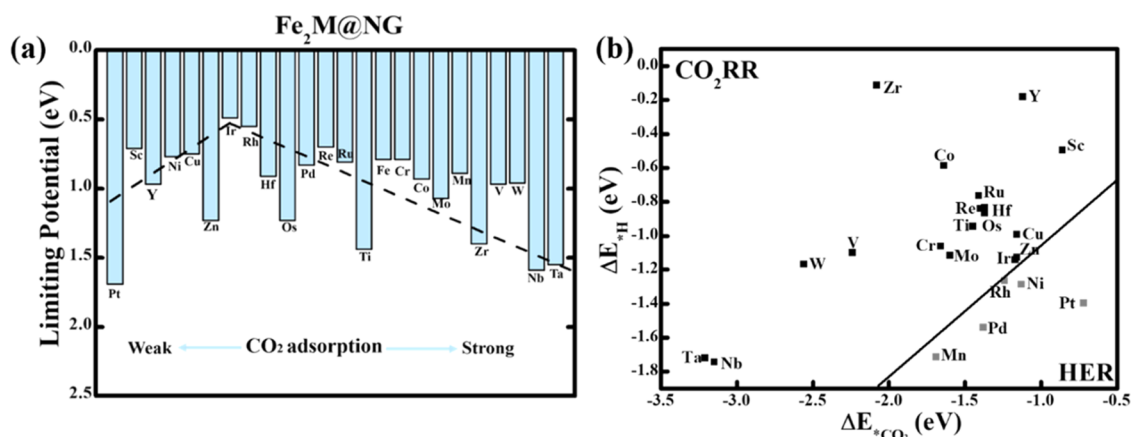 Fe₂M@NG
(a)
Limiting Potential (eV)
0.0
0.5
1.0
1.5
2.0
2.5
Pt
Sc
Y
Ni
Cu
Zn
Ir
Rh
Hf
Os
Pd
Re
Ru
Ti
Fe
Cr
Co
Mo
Mn
Zr
V
W
Nb
Ta
Weak CO₂ adsorption Strong
(b)
CO₂RR
ΔE*H (eV)
-0.0
-0.2
-0.4
-0.6
-0.8
-1.0
-1.2
-1.4
-1.6
-1.8
Zr
Y
Sc
Co
Ru
Re
Hf
Ti
Os
Cr
Mo
Cu
Zn
Ir
V
W
Rh
Ni
Pt
Pd
Mn
Ta
Nb
HER
-3.5 -3.0 -2.5 -2.0 -1.5 -1.0 -0.5
ΔE*CO₂ (eV)